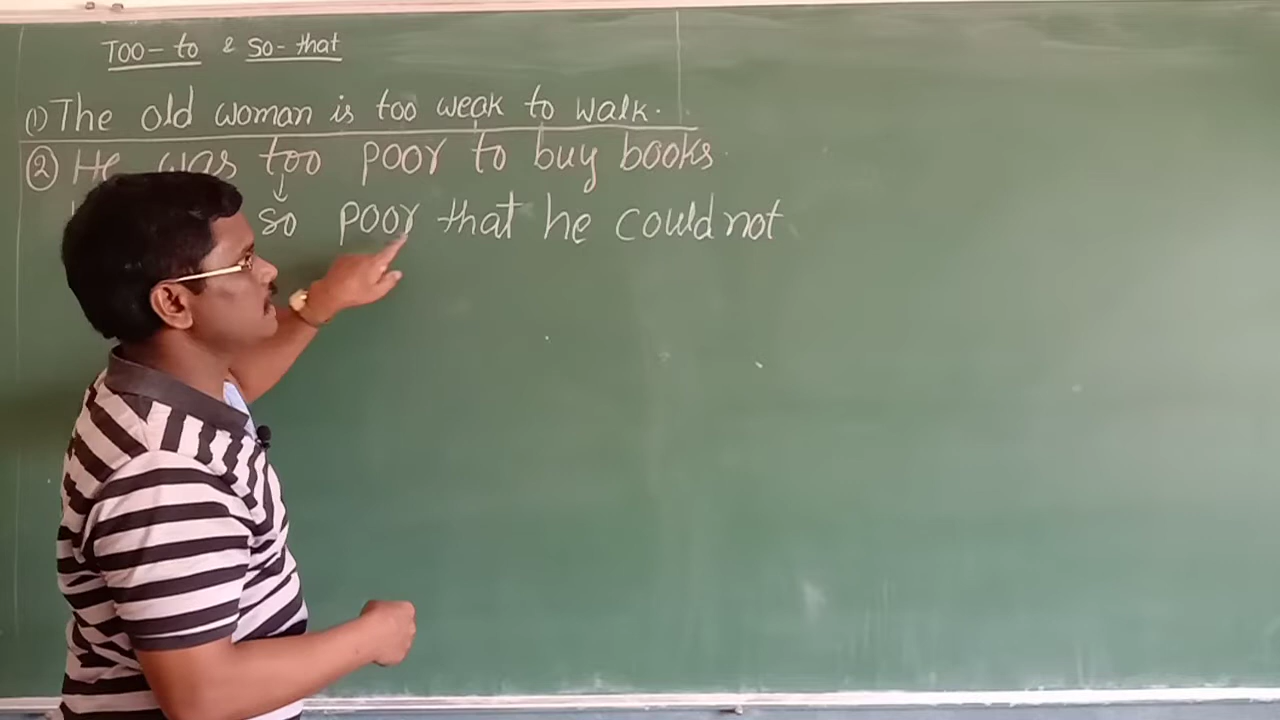 Too-to & so-that
(1) The old woman is too weak to walk.
(2) He was too poor to buy books.
so poor that he could not